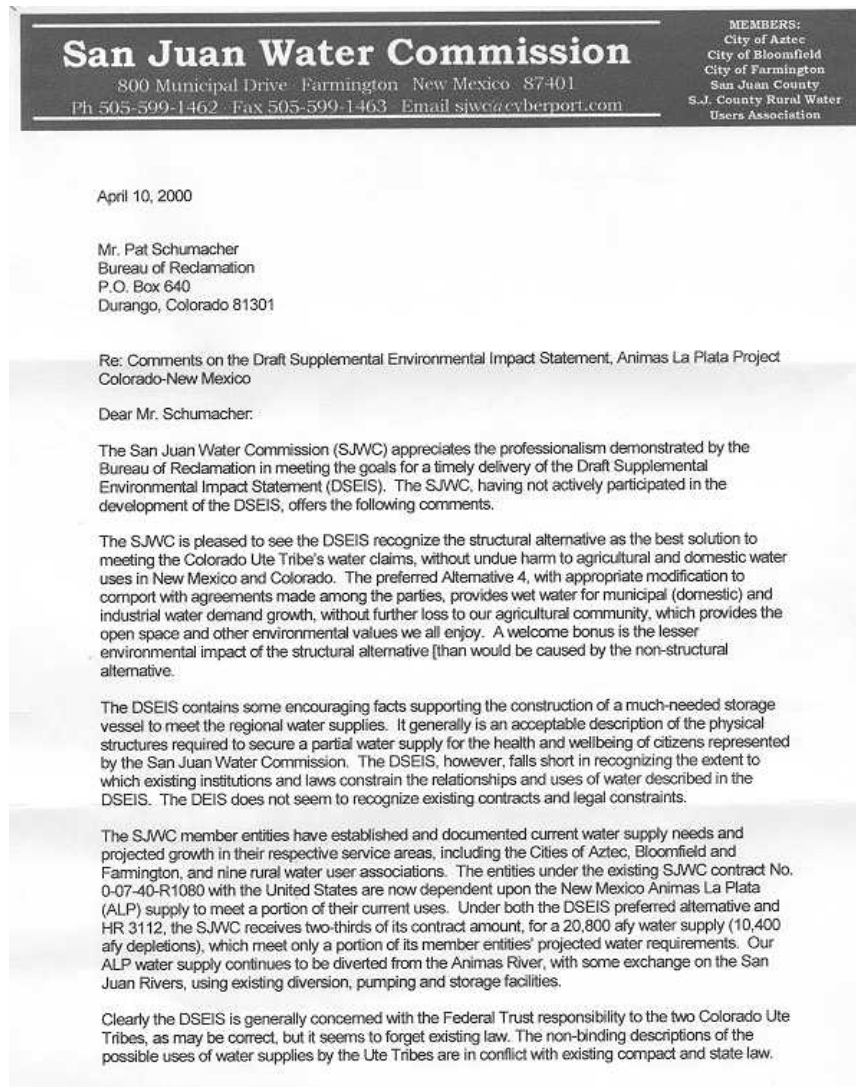 San Juan Water Commission
800 Municipal Drive Farmington New Mexico 87401
Ph 505-599-1462 Fax 505-599-1463 Email sjwc@cyberport.com
MEMBERS:
City of Aztec
City of Bloomfield
City of Farmington
San Juan County
S.J. County Rural Water
Users Association
April 10, 2000
Mr. Pat Schumacher
Bureau of Reclamation
P.O. Box 640
Durango, Colorado 81301
Re: Comments on the Draft Supplemental Environmental Impact Statement, Animas La Plata Project
Colorado-New Mexico
Dear Mr. Schumacher:
The San Juan Water Commission (SJWC) appreciates the professionalism demonstrated by the
Bureau of Reclamation in meeting the goals for a timely delivery of the Draft Supplemental
Environmental Impact Statement (DSEIS). The SJWC, having not actively participated in the
development of the DSEIS, offers the following comments.
The SJWC is pleased to see the DSEIS recognize the structural alternative as the best solution to
meeting the Colorado Ute Tribe's water claims, without undue harm to agricultural and domestic water
uses in New Mexico and Colorado. The preferred Alternative 4, with appropriate modification to
comport with agreements made among the parties, provides wet water for municipal (domestic) and
industrial water demand growth, without further loss to our agricultural community, which provides the
open space and other environmental values we all enjoy. A welcome bonus is the lesser
environmental impact of the structural alternative [than would be caused by the non-structural
alternative.
The DSEIS contains some encouraging facts supporting the construction of a much-needed storage
vessel to meet the regional water supplies. It generally is an acceptable description of the physical
structures required to secure a partial water supply for the health and wellbeing of citizens represented
by the San Juan Water Commission. The DSEIS, however, falls short in recognizing the extent to
which existing institutions and laws constrain the relationships and uses of water described in the
DSEIS. The DEIS does not seem to recognize existing contracts and legal constraints.
The SJWC member entities have established and documented current water supply needs and
projected growth in their respective service areas, including the Cities of Aztec, Bloomfield and
Farmington, and nine rural water user associations. The entities under the existing SJWC contract No.
0-07-40-R1080 with the United States are now dependent upon the New Mexico Animas La Plata
(ALP) supply to meet a portion of their current uses. Under both the DSEIS preferred alternative and
HR 3112, the SJWC receives two-thirds of its contract amount, for a 20,800 afy water supply (10,400
afy depletions), which meet only a portion of its member entities' projected water requirements. Our
ALP water supply continues to be diverted from the Animas River, with some exchange on the San
Juan Rivers, using existing diversion, pumping and storage facilities.
Clearly the DSEIS is generally concerned with the Federal Trust responsibility to the two Colorado Ute
Tribes, as may be correct, but it seems to forget existing law. The non-binding descriptions of the
possible uses of water supplies by the Ute Tribes are in conflict with existing compact and state law.